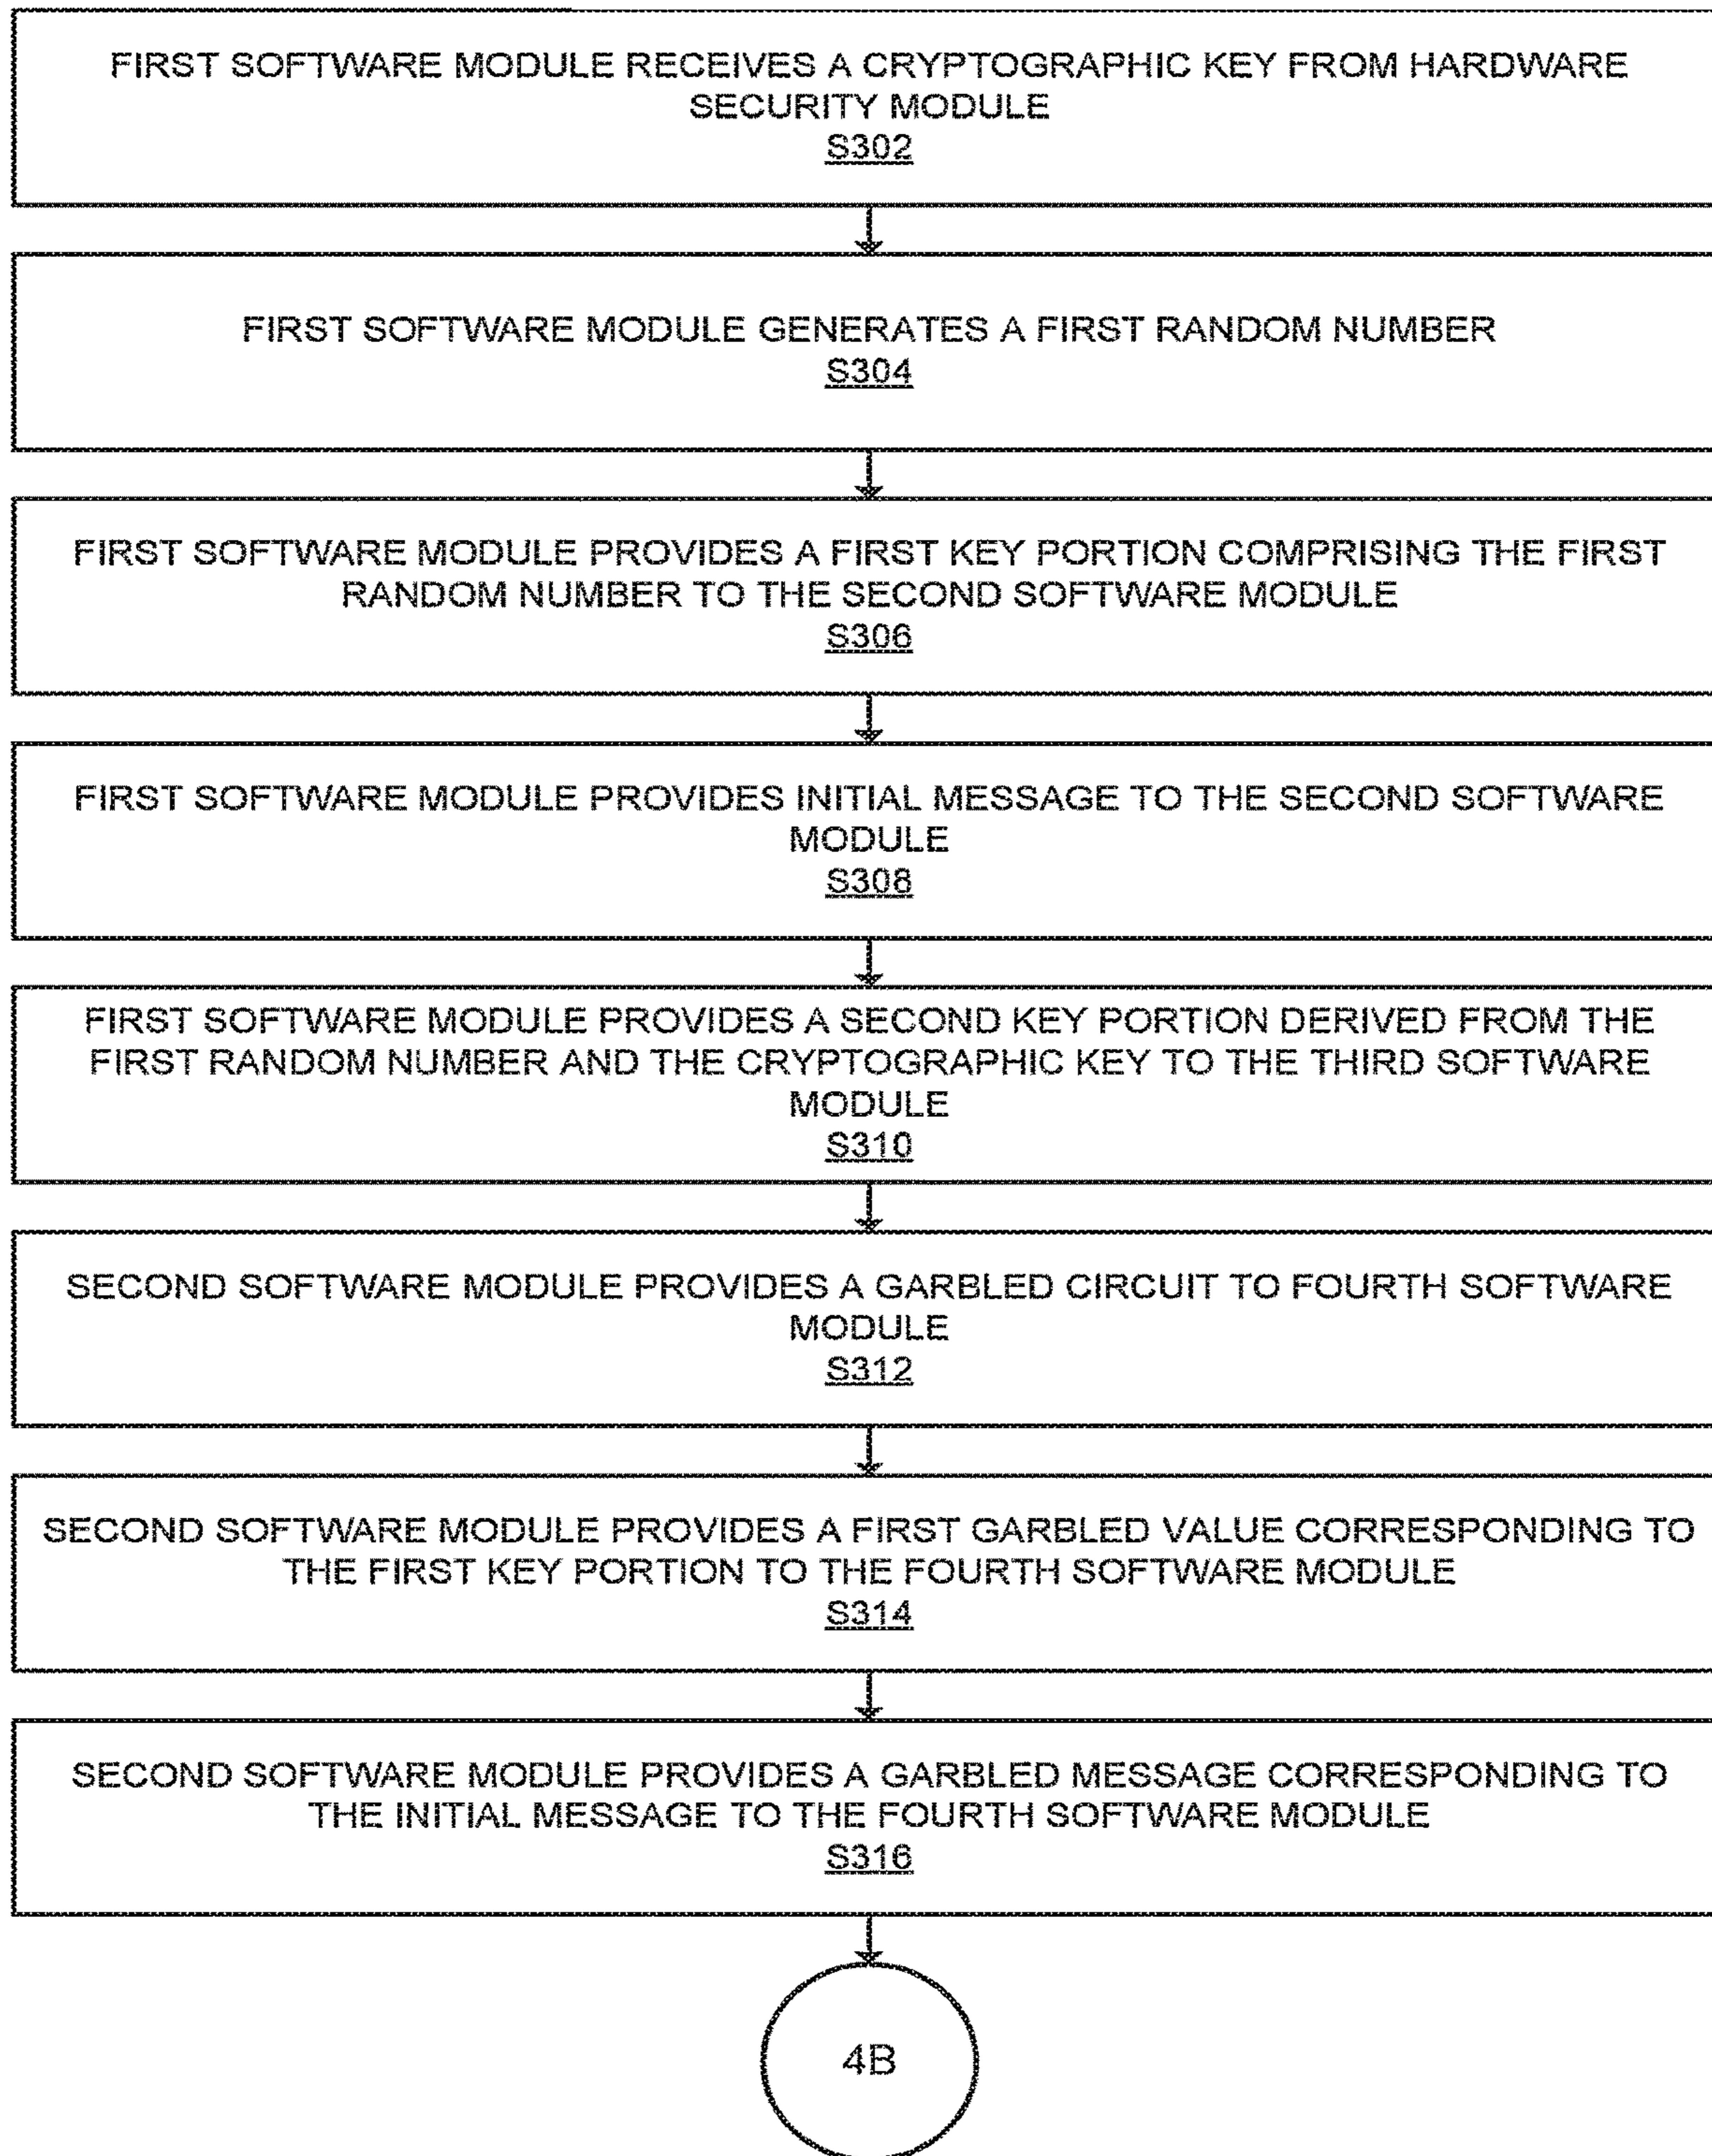 FIRST SOFTWARE MODULE RECEIVES A CRYPTOGRAPHIC KEY FROM HARDWARE
SECURITY MODULE
S302
FIRST SOFTWARE MODULE GENERATES A FIRST RANDOM NUMBER
S304
FIRST SOFTWARE MODULE PROVIDES A FIRST KEY PORTION COMPRISING THE FIRST
RANDOM NUMBER TO THE SECOND SOFTWARE MODULE
S306
FIRST SOFTWARE MODULE PROVIDES INITIAL MESSAGE TO THE SECOND SOFTWARE
MODULE
S308
FIRST SOFTWARE MODULE PROVIDES A SECOND KEY PORTION DERIVED FROM THE
FIRST RANDOM NUMBER AND THE CRYPTOGRAPHIC KEY TO THE THIRD SOFTWARE
MODULE
S310
SECOND SOFTWARE MODULE PROVIDES A GARBLED CIRCUIT TO FOURTH SOFTWARE
MODULE
S312
SECOND SOFTWARE MODULE PROVIDES A FIRST GARBLED VALUE CORRESPONDING TO
THE FIRST KEY PORTION TO THE FOURTH SOFTWARE MODULE
S314
SECOND SOFTWARE MODULE PROVIDES A GARBLED MESSAGE CORRESPONDING TO
THE INITIAL MESSAGE TO THE FOURTH SOFTWARE MODULE
S316
4B